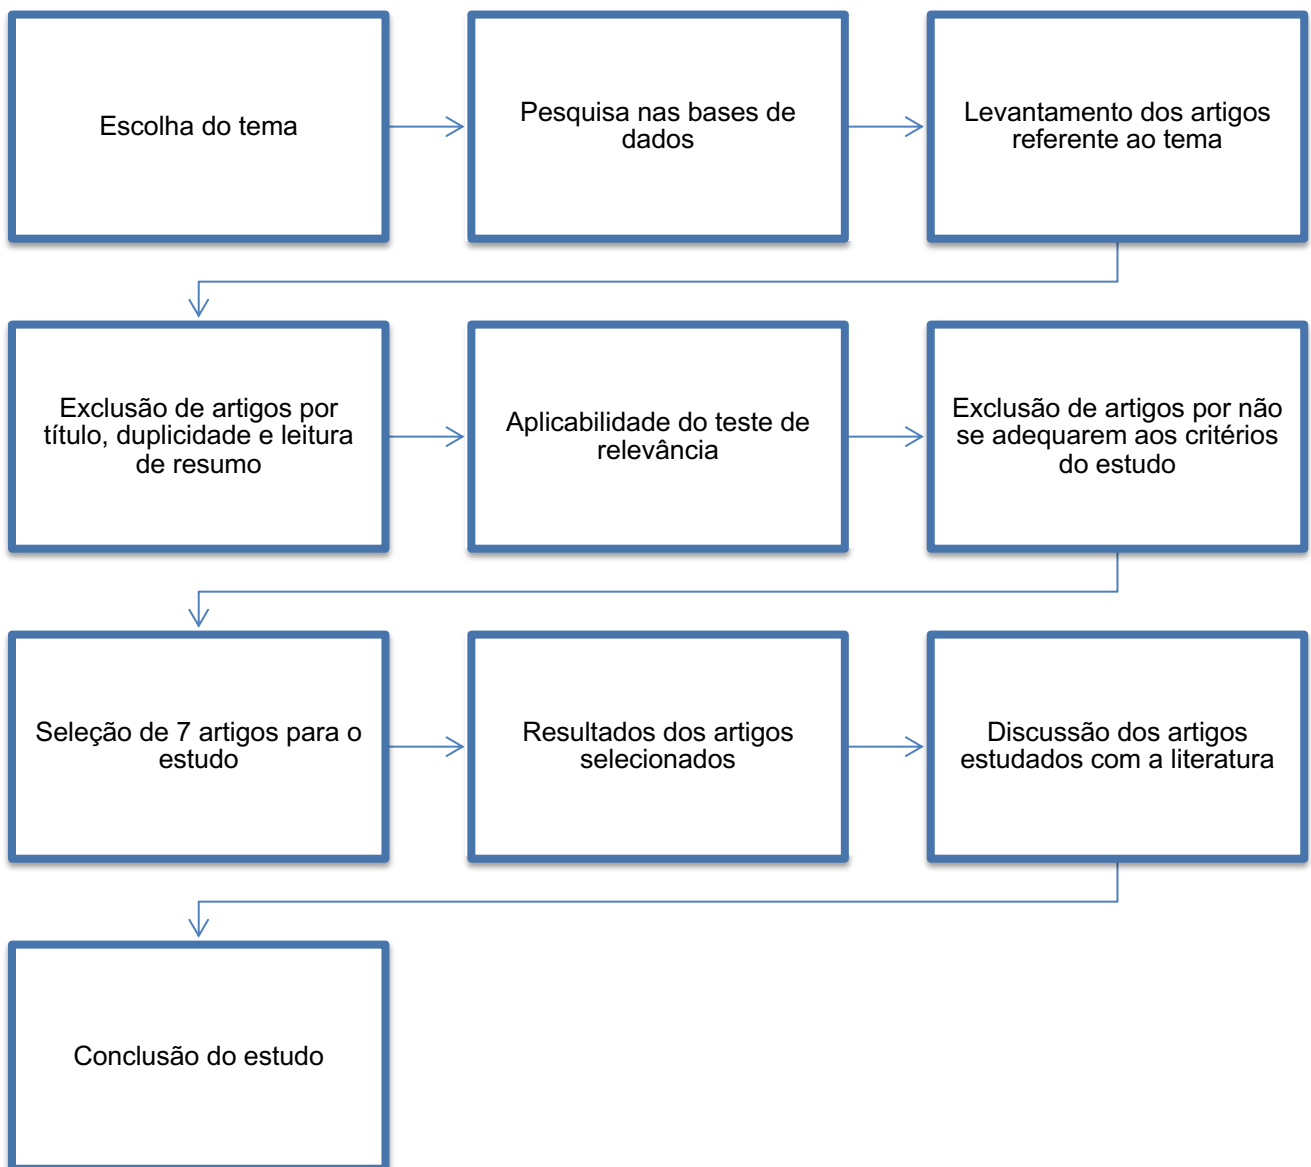 Escolha do tema
Pesquisa nas bases de
dados
Levantamento dos artigos
referente ao tema
Exclusão de artigos por
título, duplicidade e leitura
de resumo
Aplicabilidade do teste de
relevância
Exclusão de artigos por não
se adequarem aos critérios
do estudo
Seleção de 7 artigos para o
estudo
Resultados dos artigos
selecionados
Discussão dos artigos
estudados com a literatura
Conclusão do estudo